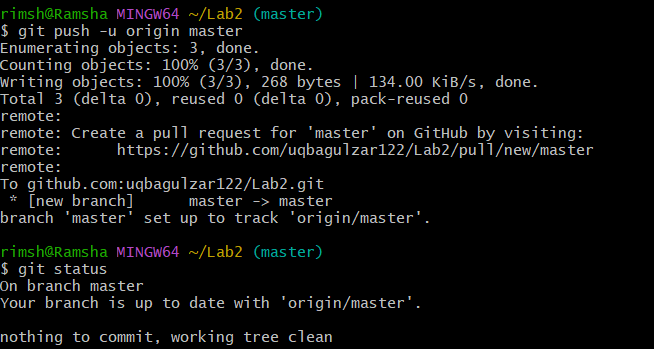 rimsh@Ramsha MINGW64 ~/Lab2 (master)
$ git push -u origin master
Enumerating objects: 3, done.
Counting objects: 100% (3/3), done.
Writing objects: 100% (3/3), 268 bytes | 134.00 KiB/s, done.
Total 3 (delta 0), reused 0 (delta 0), pack-reused 0
remote:
remote: Create a pull request for 'master' on GitHub by visiting:
remote:      https://github.com/uqbagulzar122/Lab2/pull/new/master
remote:
To github.com:uqbagulzar122/Lab2.git
 * [new branch]      master -> master
branch 'master' set up to track 'origin/master'.

rimsh@Ramsha MINGW64 ~/Lab2 (master)
$ git status
On branch master
Your branch is up to date with 'origin/master'.

nothing to commit, working tree clean